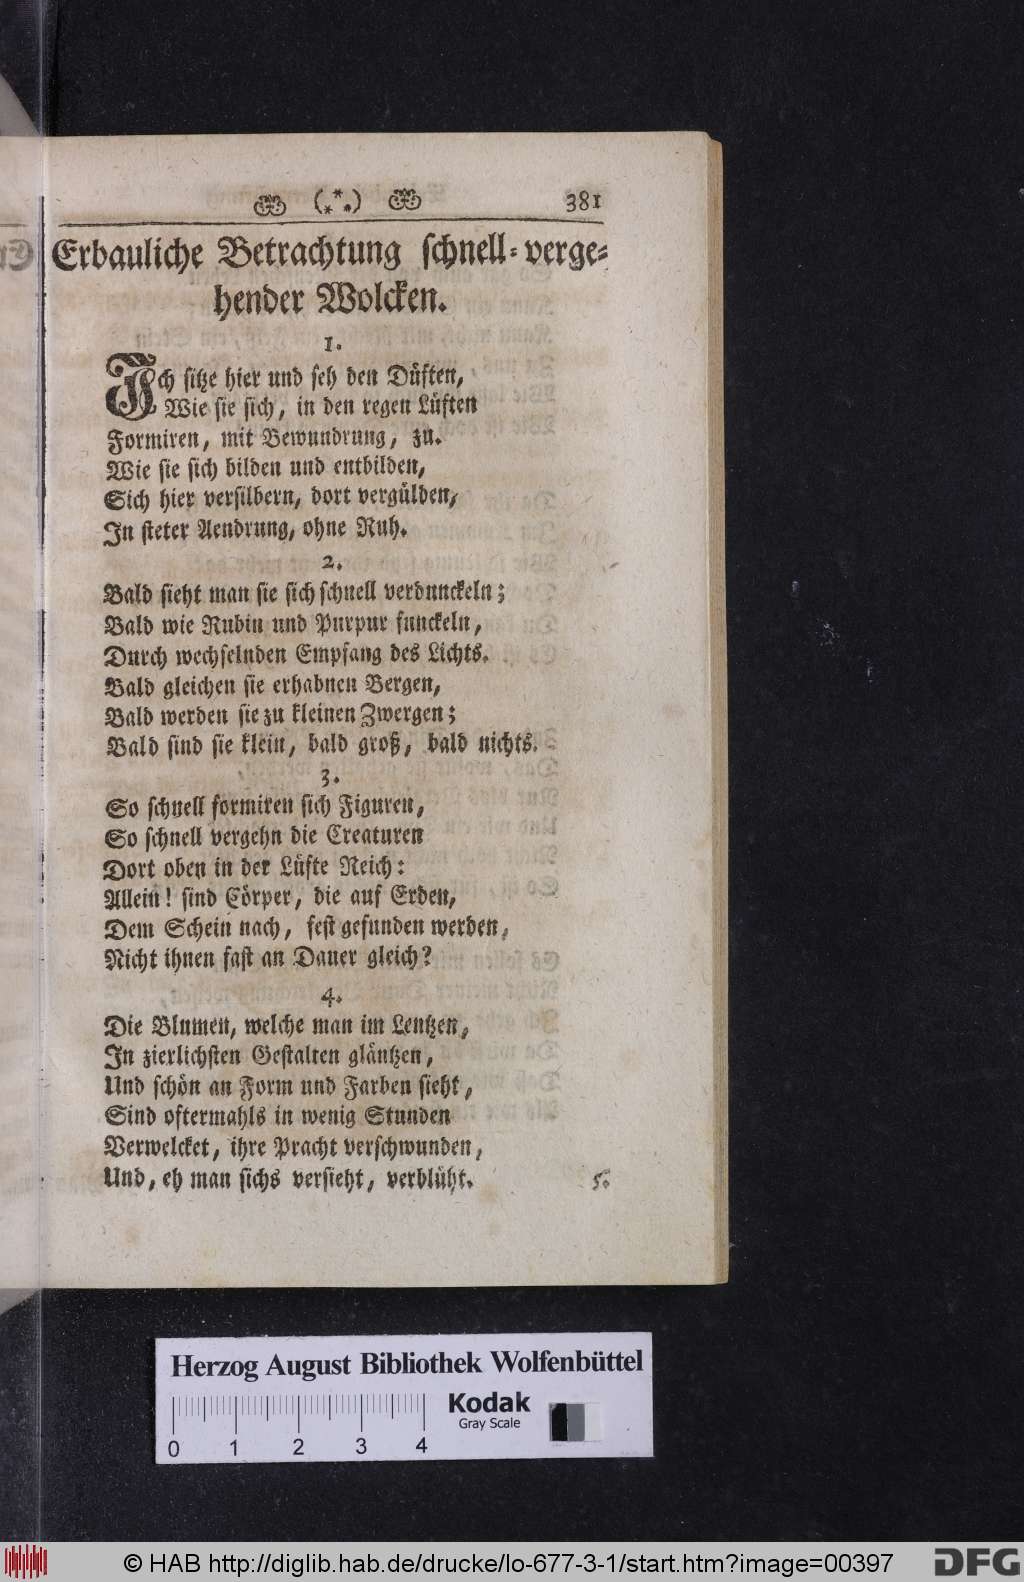 (*⁎*) 381
Erbauliche Betrachtung schnell-verge-
hender Wolcken.
1.
Ich sitze hier und seh den Düften,
Wie sie sich, in den regen Lüften
Formiren, mit Bewundrung, zu.
Wie sie sich bilden und entbilden,
Sich hier versilbern, dort vergülden,
In steter Aendrung, ohne Ruh.
2.
Bald sieht man sie sich schnell verdunckeln;
Bald wie Rubin und Purpur funckeln,
Durch wechselnden Empfang des Lichts.
Bald gleichen sie erhabnen Bergen,
Bald werden sie zu kleinen Zwergen;
Bald sind sie klein, bald groß, bald nichts.
3.
So schnell formiren sich Figuren,
So schnell vergehn die Creaturen
Dort oben in der Lüfte Reich:
Allein! sind Cörper, die auf Erden,
Dem Schein nach, fest gefunden werden,
Nicht ihnen fast an Dauer gleich?
4.
Die Blumen, welche man im Lentzen,
In zierlichsten Gestalten gläntzen,
Und schön an Form und Farben sieht,
Sind oftermahls in wenig Stunden
Verwelcket, ihre Pracht verschwunden,
Und, eh man sichs versieht, verblüht.
5.
Herzog August Bibliothek Wolfenbüttel
Kodak
Gray Scale
0 1 2 3 4
© HAB http://diglib.hab.de/drucke/lo-677-3-1/start.htm?image=00397
DFG